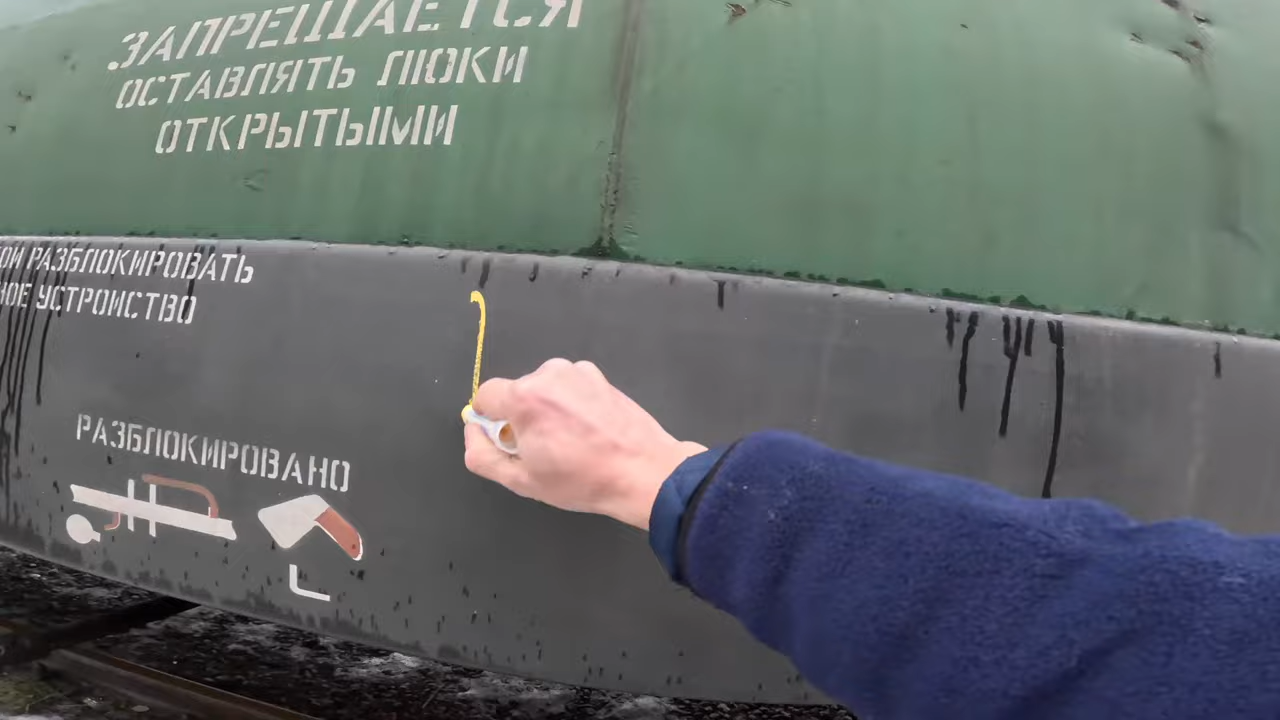 ЗАПРЕЩАЕТСЯ
ОСТАВЛЯТЬ ЛЮКИ
ОТКРЫТЫМИ
РАЗБЛОКИРОВАТЬ
УСТРОЙСТВО
РАЗБЛОКИРОВАНО